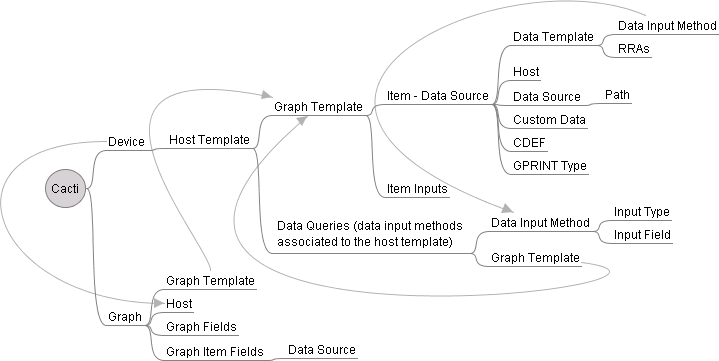 Data Input Method
Data Template
RRAs
Host
Item - Data Source
Data Source
Path
Graph Template
Custom Data
Device
Host Template
CDEF
GPRINT Type
Cacti
Item Inputs
Data Queries (data input methods
associated to the host template)
Data Input Method
Input Type
Input Field
Graph Template
Graph Template
Host
Graph
Graph Fields
Graph Item Fields
Data Source